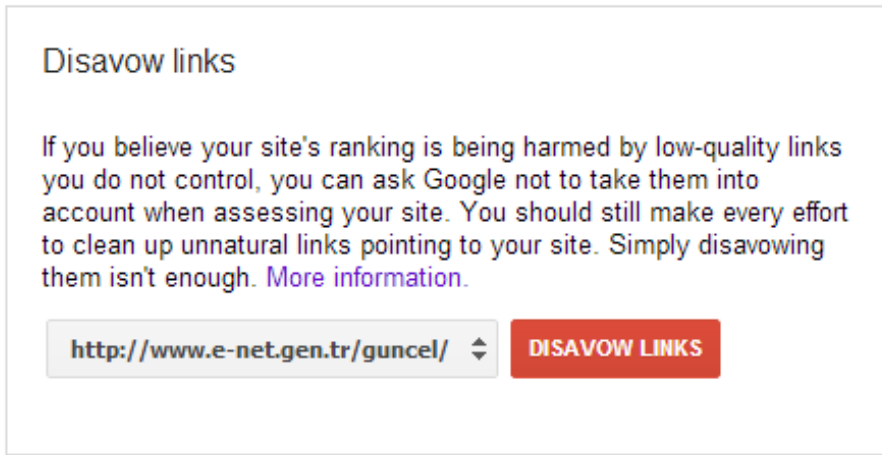 Disavow links
If you believe your site's ranking is being harmed by low-quality links
you do not control, you can ask Google not to take them into
account when assessing your site. You should still make every effort
to clean up unnatural links pointing to your site. Simply disavowing
them isn't enough. More information.
http://www.e-net.gen.tr/guncel/ DISAVOW LINKS